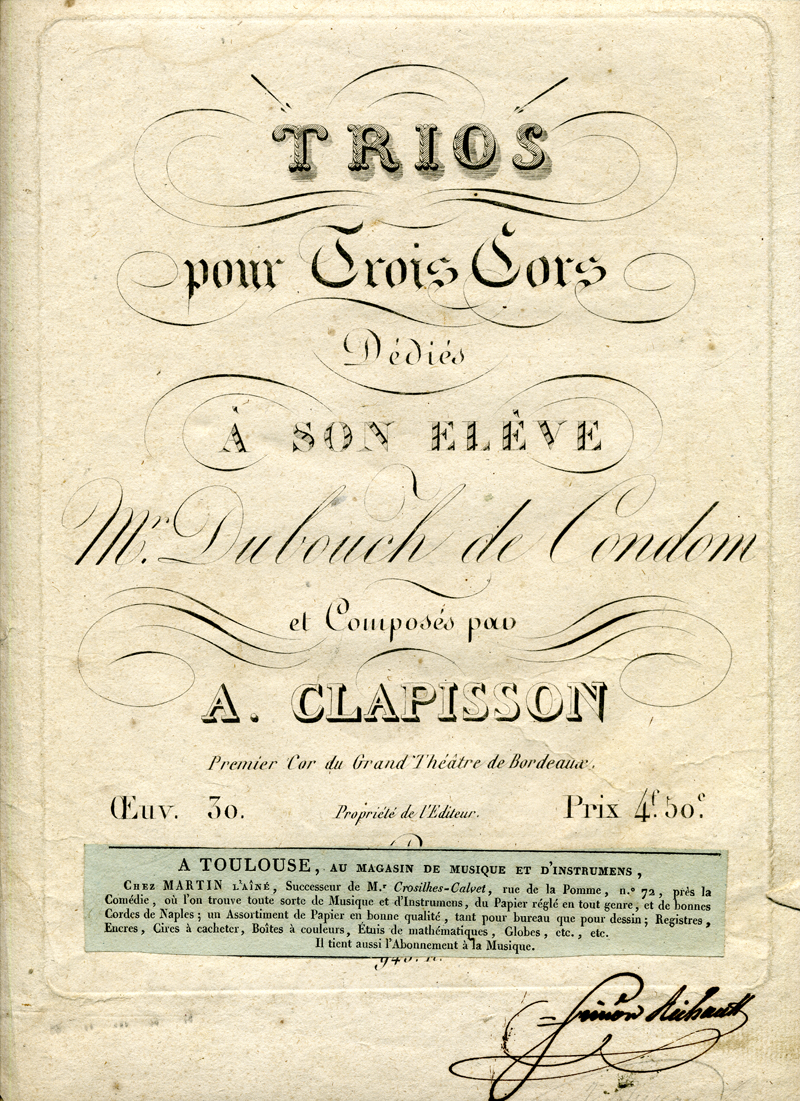 TRIOS
pour Trois Cors
Dédiés
À SON ELÊVE
Mr. Dubouch de Condom
et Composés par
A. CLAPISSON
Premier Cor du Grand Théâtre de Bordeaux.
Œuv. 30. Propriété de l'Editeur. Prix 4f. 50c.
A TOULOUSE, AU MAGASIN DE MUSIQUE ET D'INSTRUMENS,
Chez MARTIN l'aîné, Successeur de M.r Crosilhes-Calvet, rue de la Pomme, n.o 72, près la
Comédie, où l'on trouve toute sorte de Musique et d'Instrumens, du Papier réglé en tout genre, et de bonnes
Cordes de Naples; un Assortiment de Papier en bonne qualité, tant pour bureau que pour dessin; Registres,
Encres, Cires à cacheter, Boîtes à couleurs, Étuis de mathématiques, Globes, etc., etc.
Il tient aussi l'Abonnement à la Musique.
Simon Richault